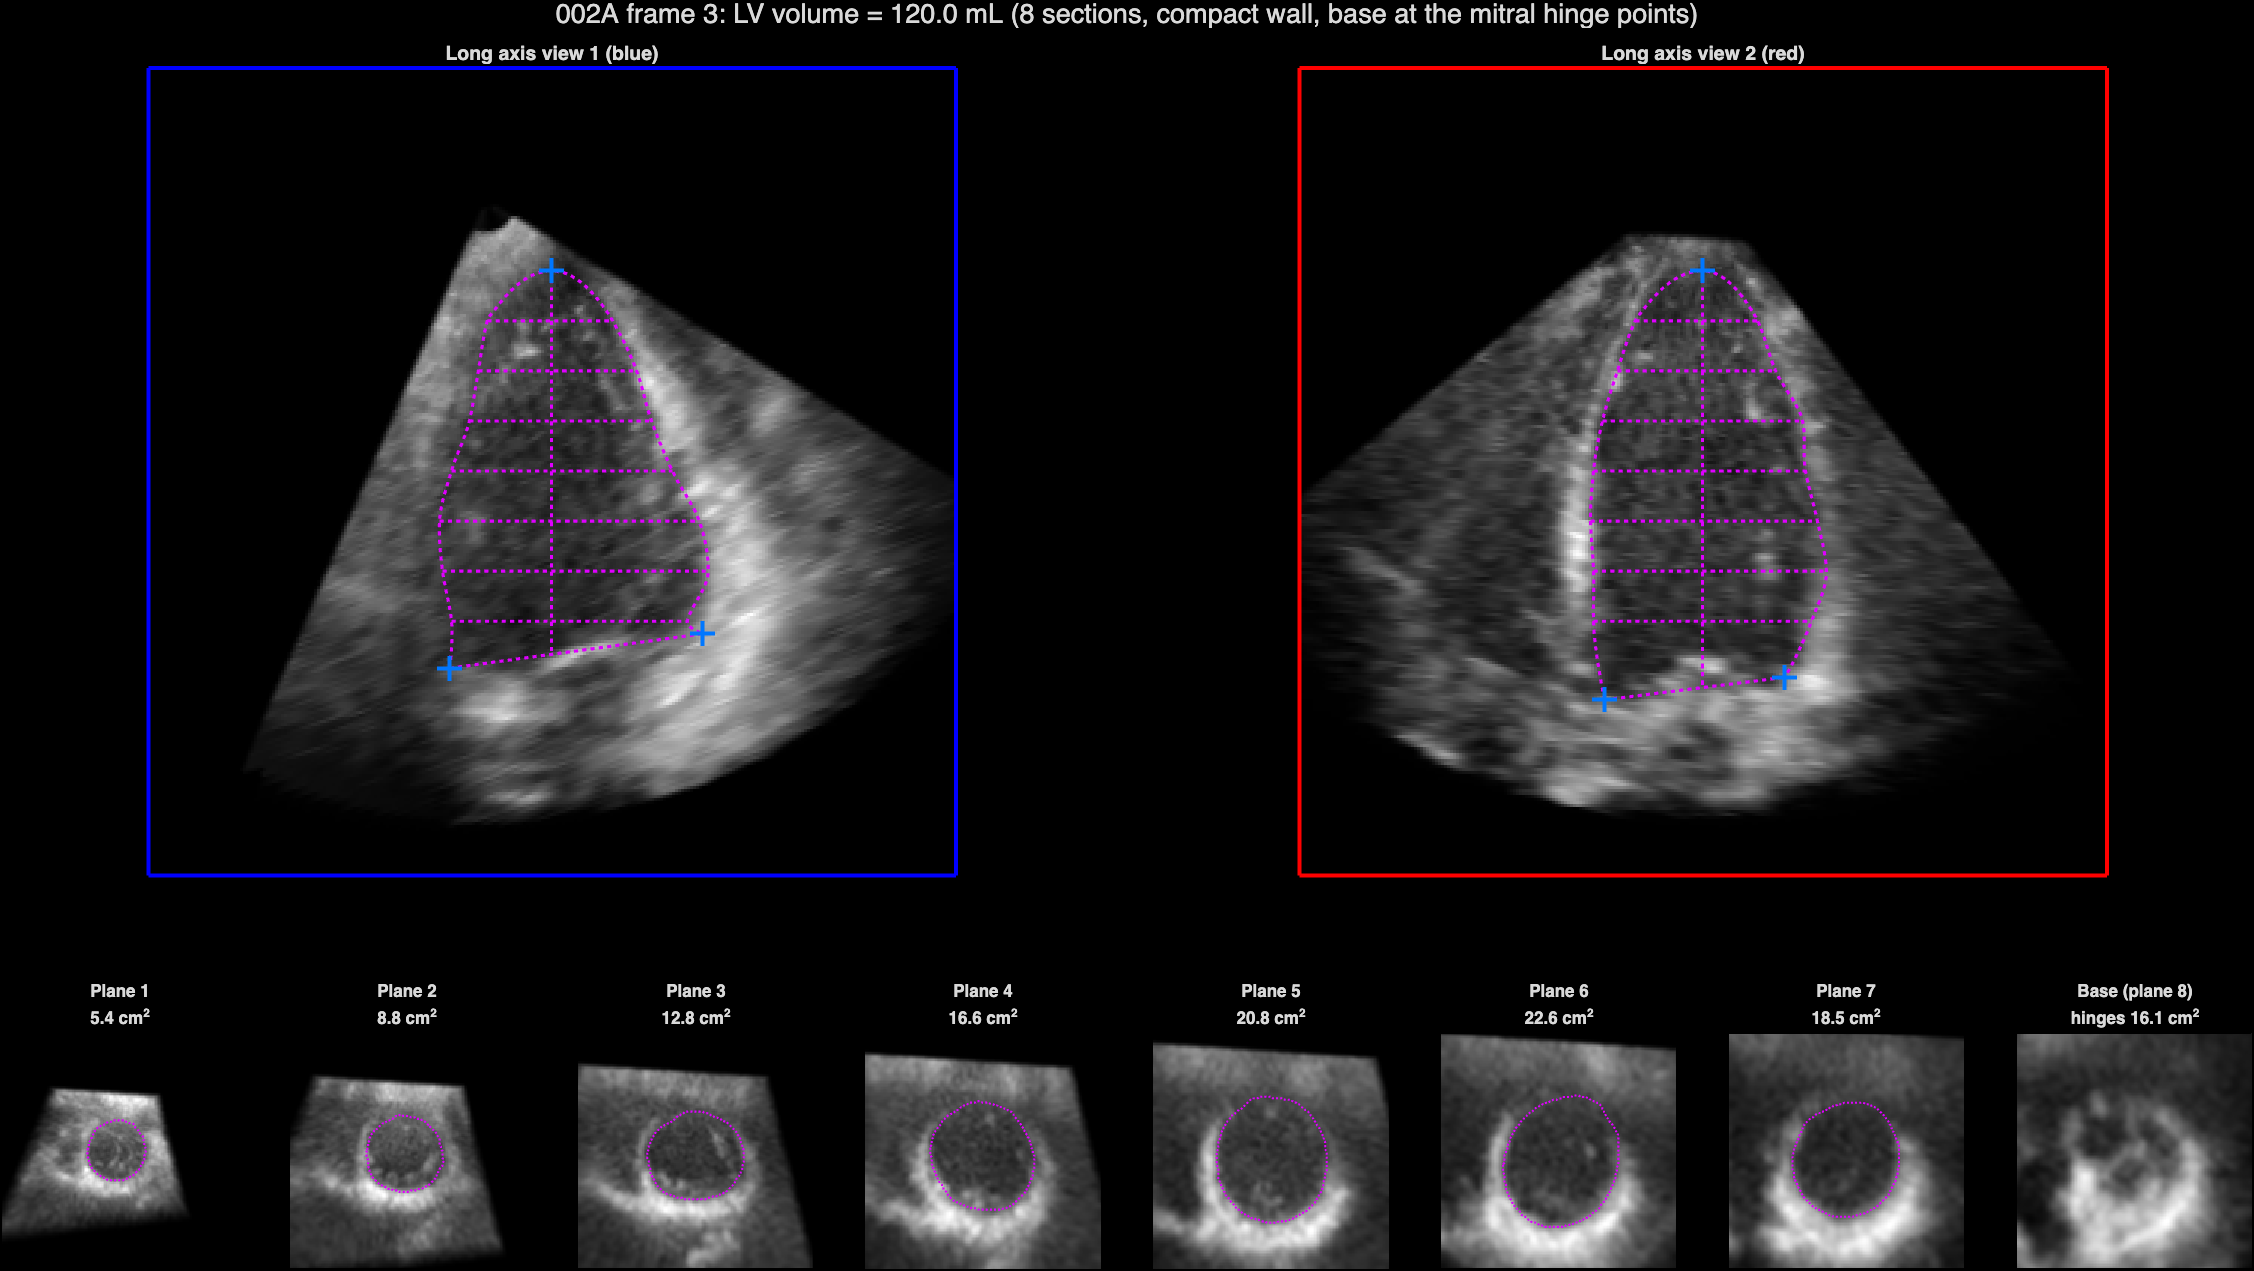 002A frame 3: LV volume = 120.0 mL (8 sections, compact wall, base at the mitral hinge points)
Long axis view 1 (blue)
Long axis view 2 (red)
Plane 1
5.4 cm²
Plane 2
8.8 cm²
Plane 3
12.8 cm²
Plane 4
16.6 cm²
Plane 5
20.8 cm²
Plane 6
22.6 cm²
Plane 7
18.5 cm²
Base (plane 8)
hinges 16.1 cm²